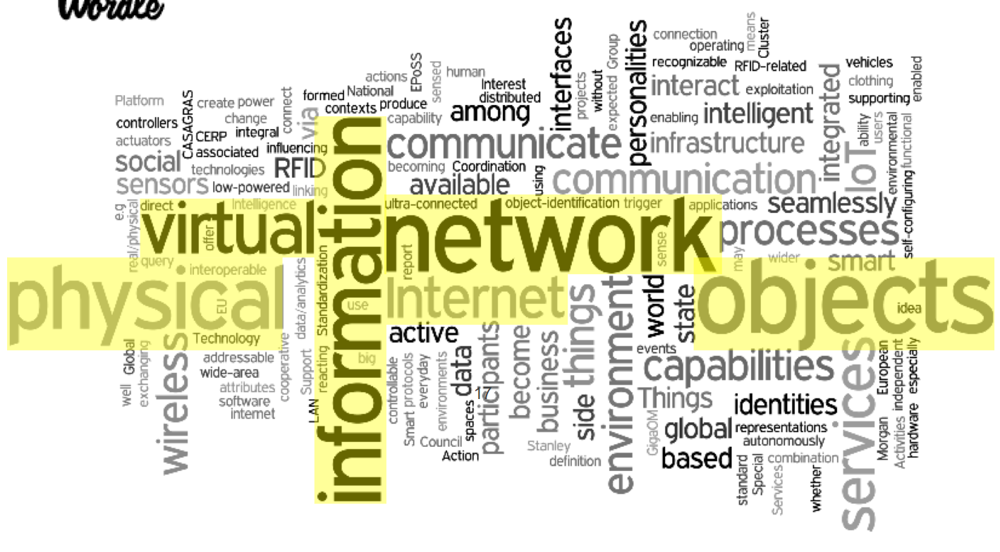 Wordle
interfaces
personalities
connection
operating
means
Cluster
recognizable
RFID-related
vehicles
clothing
supporting
enabled
integrated
interact
exploitation
enabling
intelligent
infrastructure
Group
expected
without
projects
human
sensed
EPoSS
actions
Interest
distributed
National
formed
contexts
produce
capability
among
Platform
controllers
actuators
CASAGRAS
create
power
change
connect
CERP
integral
associated
influencing
via
social
technologies
RFID
sensors
low-powered
linking
communicate
becoming
Coordination
available
using
communication
IoT
ability
users
environmental
functional
self-configuring
e.g
real/physical
direct
Intelligence
ultra-connected
object-identification
trigger
applications
seamlessly
virtual
offer
information
network
report
sense
processes
may
wider
smart
query
interoperable
physical
EU
data/analytics
Standardization
use
Internet
things
environment
world
state
objects
idea
Technology
active
events
capabilities
Global
well
exchanging
wireless
addressable
wide-area
attributes
software
internet
cooperative
Support
reacting
LAN
big
controllable
Smart
protocols
everyday
environments
data
spaces
17
participants
become
business
side
Things
identities
GigaOM
global
representations
autonomously
based
services
European
independent
especially
Morgan
Activities
hardware
Council
Action
Stanley
definition
standard
Special
Services
combination
whether